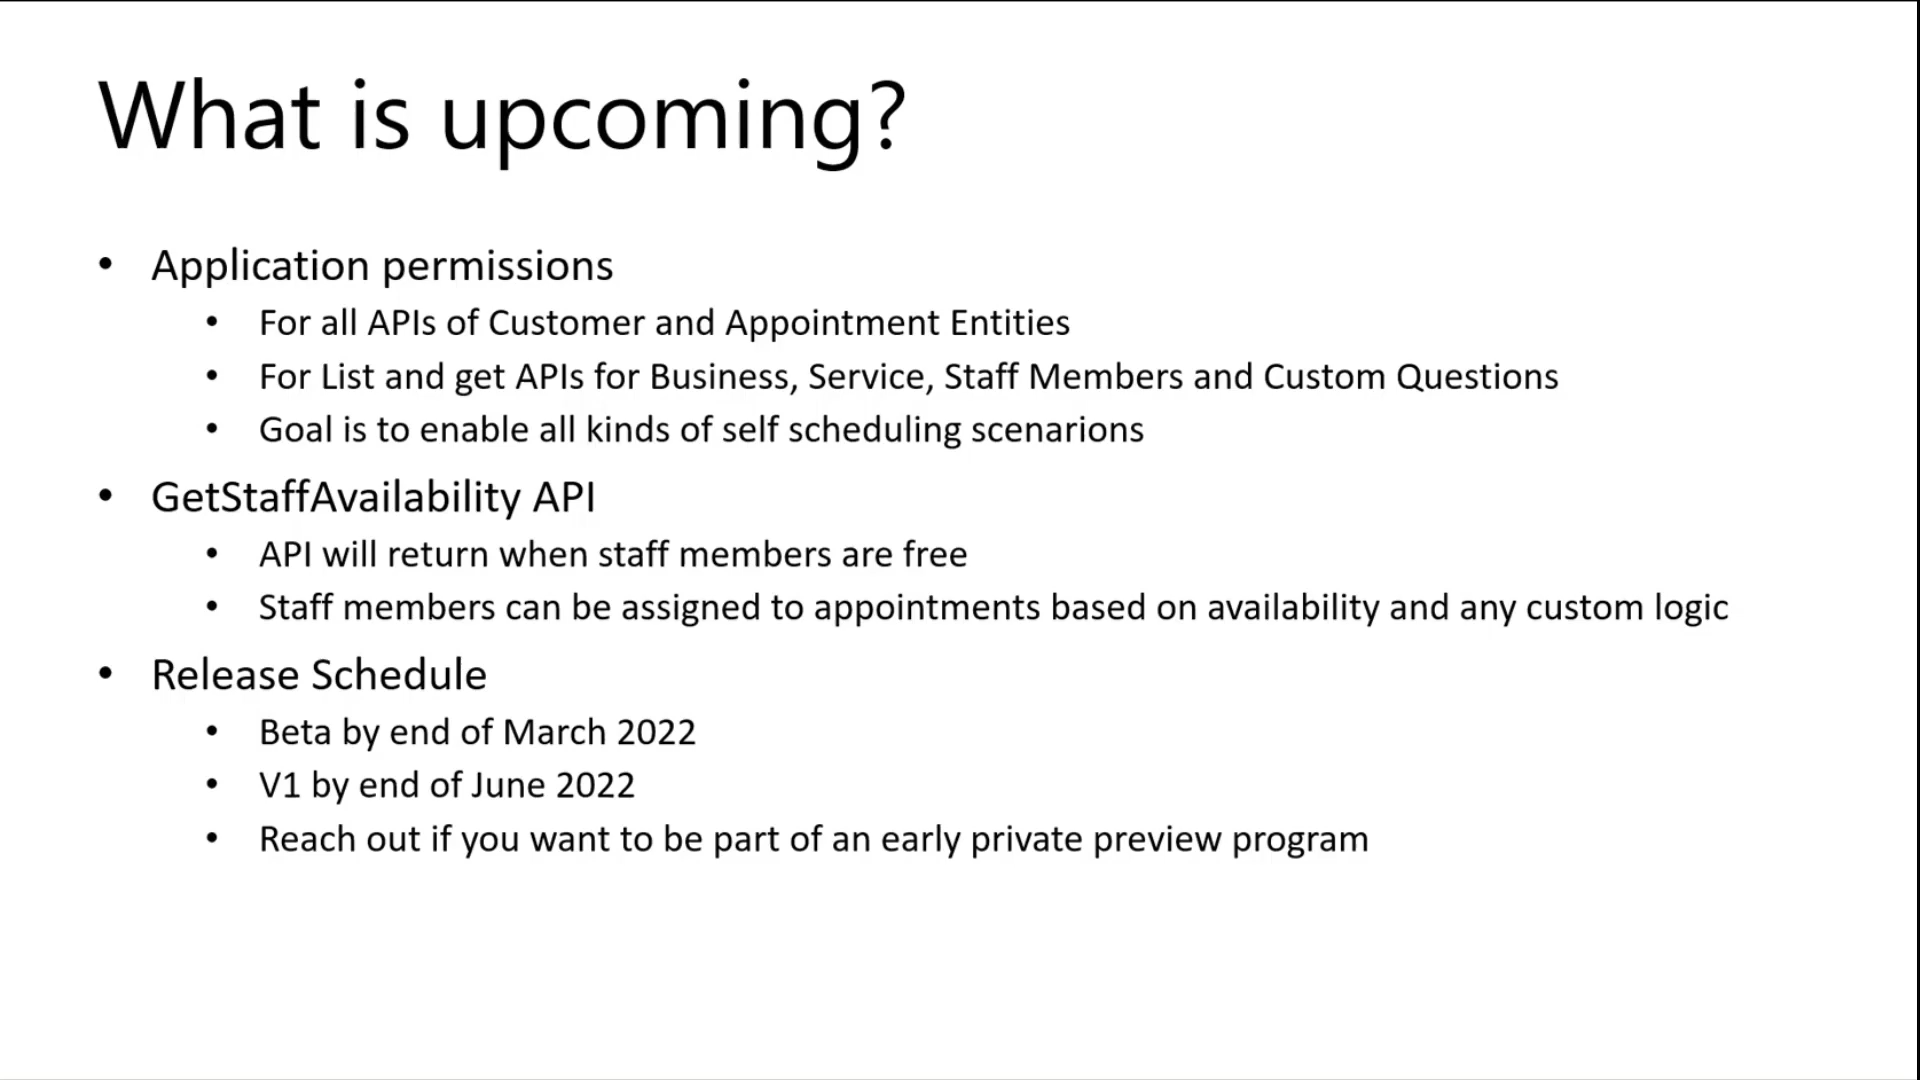 What is upcoming?
• Application permissions
• For all APIs of Customer and Appointment Entities
• For List and get APIs for Business, Service, Staff Members and Custom Questions
• Goal is to enable all kinds of self scheduling scenarions
• GetStaffAvailability API
• API will return when staff members are free
• Staff members can be assigned to appointments based on availability and any custom logic
• Release Schedule
• Beta by end of March 2022
• V1 by end of June 2022
• Reach out if you want to be part of an early private preview program